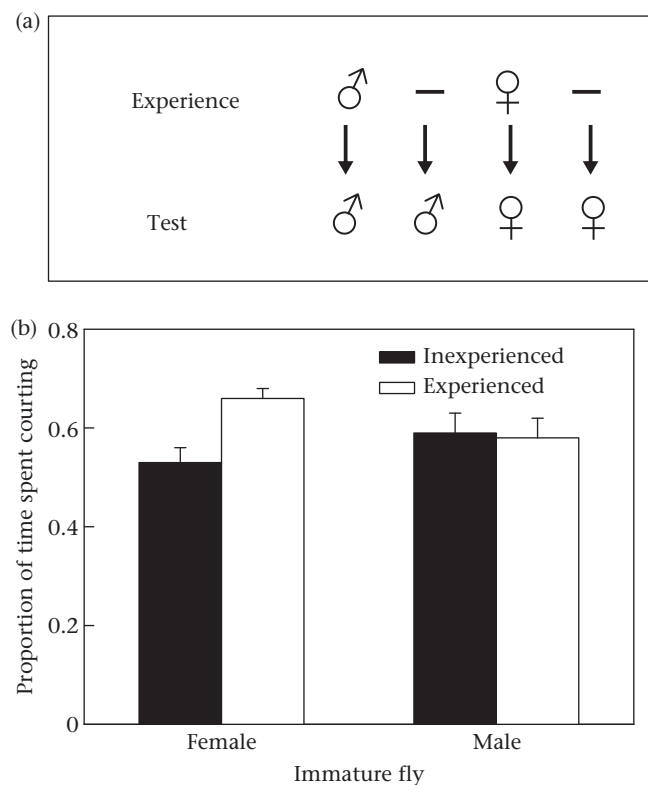 (a)
Experience ♂ – ♀ –
Test ♂ ♂ ♀ ♀
(b)
0.8
0.6
0.4
0.2
0
Proportion of time spent courting
Inexperienced
Experienced
Female Male
Immature fly